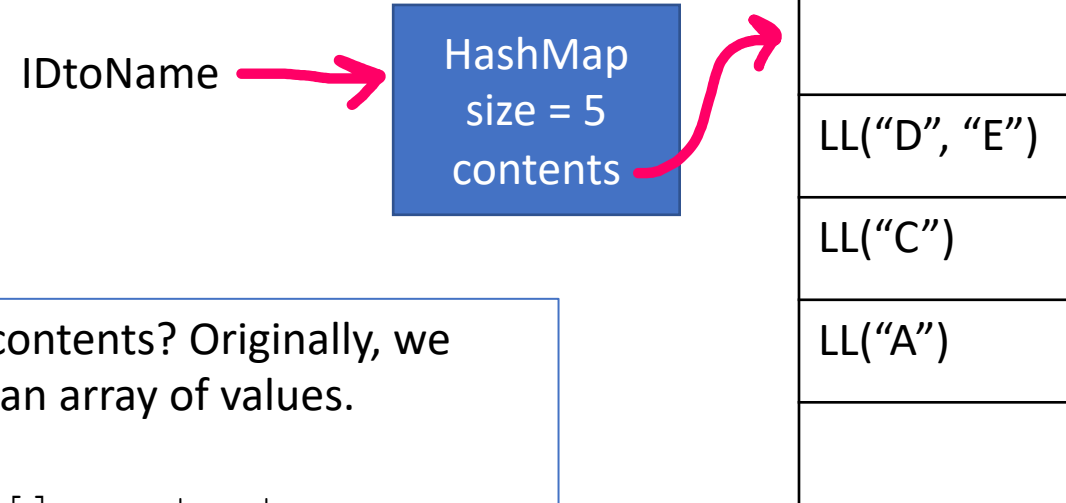 IDtoName
HashMap
size = 5
contents
LL(“D”, “E”)
LL(“C”)
LL(“A”)
contents? Originally, we
an array of values.